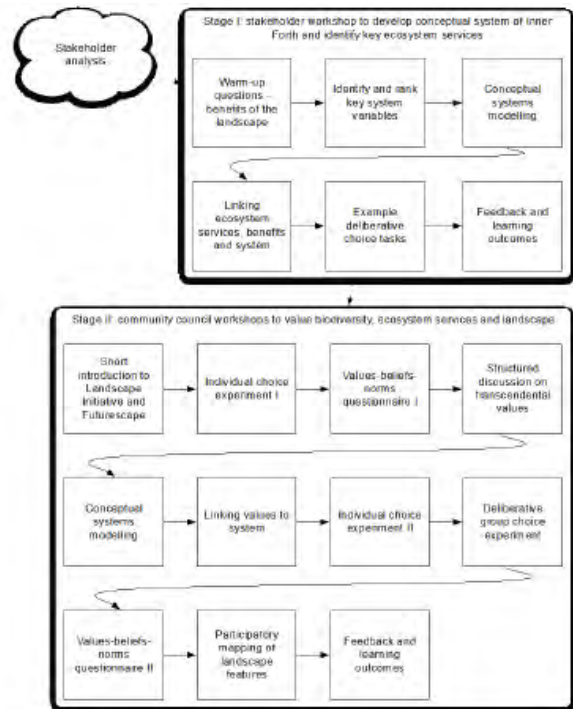 Stakeholder
analysis
Stage I: stakeholder workshop to develop conceptual system of Inner
Forth and identify key ecosystem services
Warm-up
questions –
benefits of the
landscape
Identify and rank
key system
variables
Conceptual
systems
modelling
Linking
ecosystem
services, benefits
and system
Example
deliberative
choice tasks
Feedback and
learning
outcomes
Stage II: community council workshops to value biodiversity, ecosystem services and landscape
Short
introduction to
Landscape
Initiative and
Futurescape
Individual choice
experiment I
Values-beliefs-
norms
questionnaire I
Structured
discussion on
transcendental
values
Conceptual
systems
modelling
Linking values to
system
Individual choice
experiment II
Deliberative
group choice
experiment
Values-beliefs-
norms
questionnaire II
Participatory
mapping of
landscape
features
Feedback and
learning
outcomes